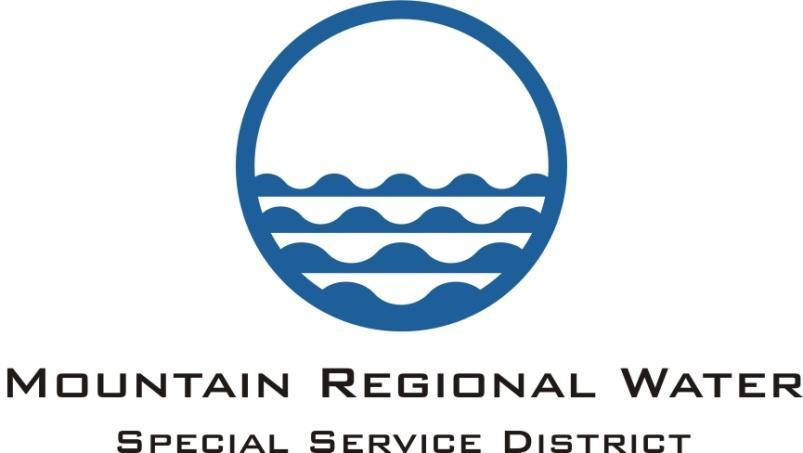 MOUNTAIN REGIONAL WATER
SPECIAL SERVICE DISTRICT